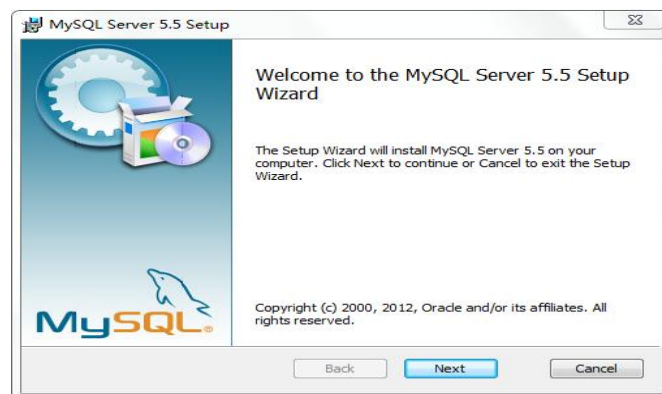 MySQL Server 5.5 Setup
Welcome to the MySQL Server 5.5 Setup
Wizard
The Setup Wizard will install MySQL Server 5.5 on your
computer. Click Next to continue or Cancel to exit the Setup
Wizard.
MySQL®
Copyright (c) 2000, 2012, Oracle and/or its affiliates. All
rights reserved.
Back
Next
Cancel